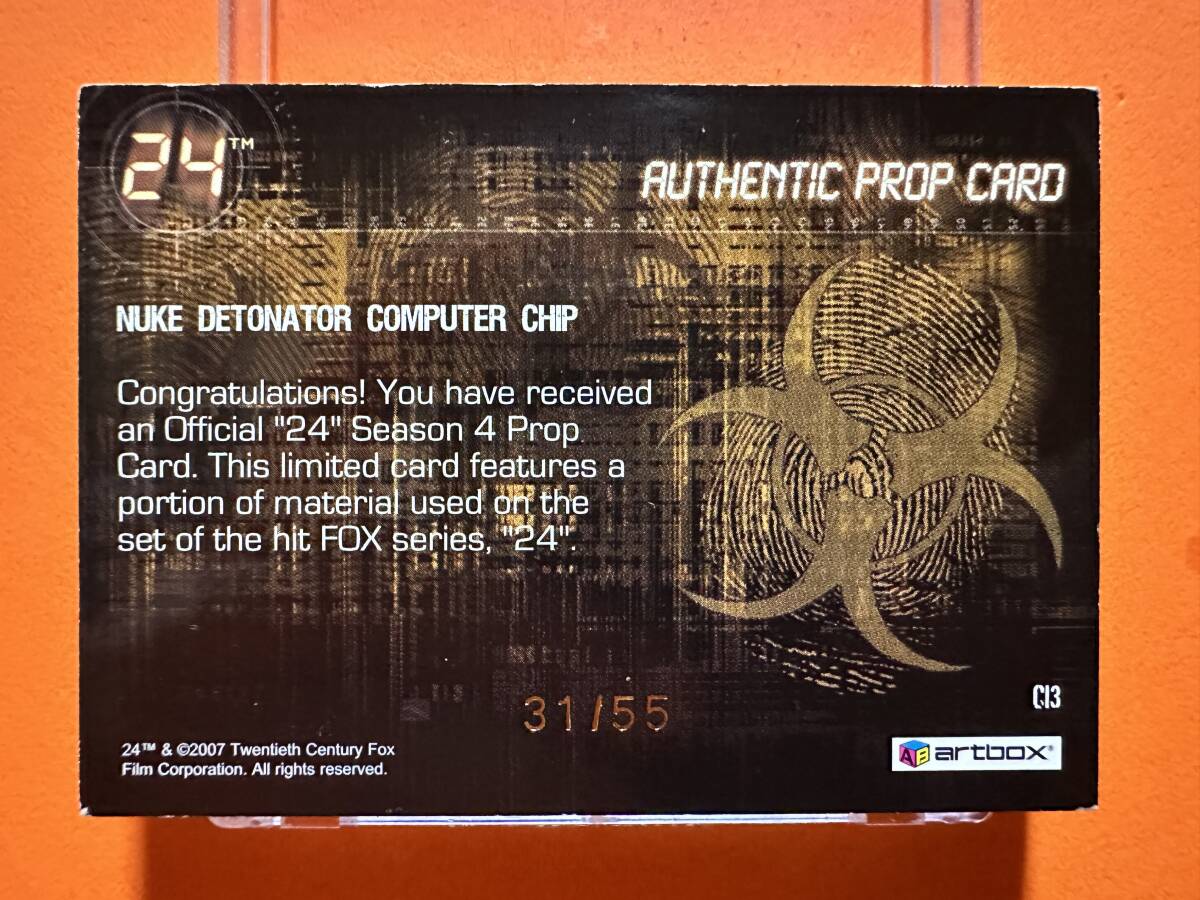 24™
AUTHENTIC PROP CARD
NUKE DETONATOR COMPUTER CHIP
Congratulations! You have received
an Official "24" Season 4 Prop
Card. This limited card features a
portion of material used on the
set of the hit FOX series, "24".
31/55
C13
24™ & ©2007 Twentieth Century Fox
Film Corporation. All rights reserved.
AB artbox®